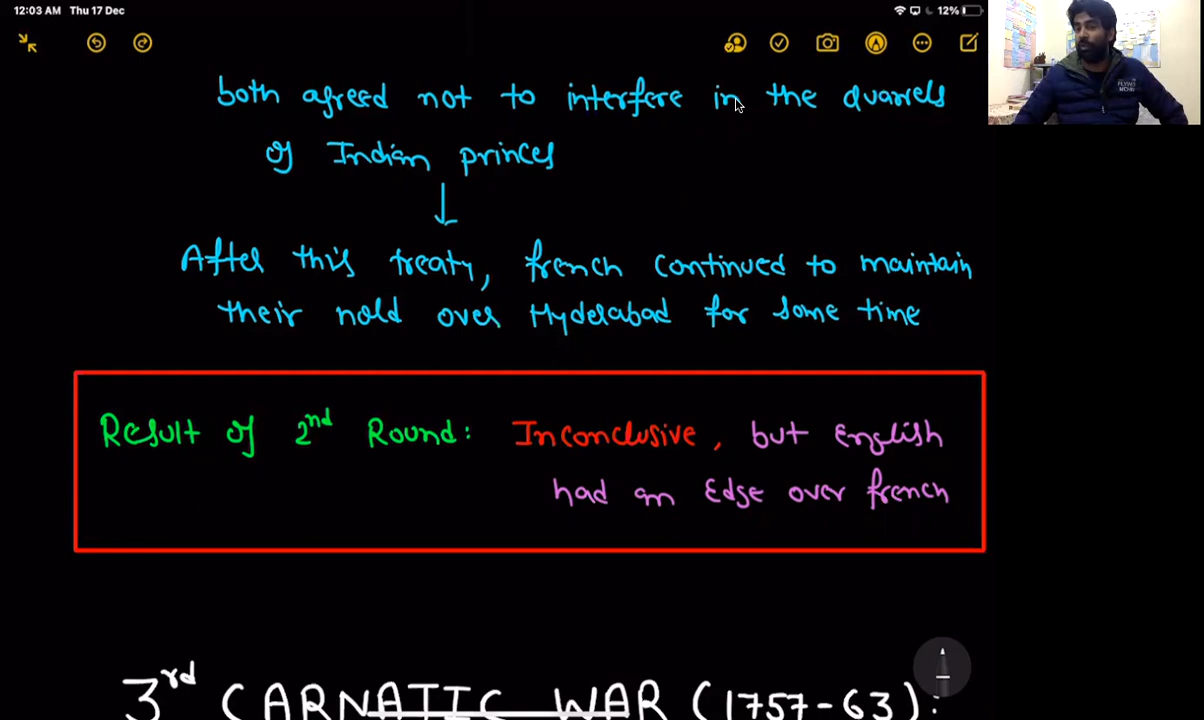 12:03 AM Thu 17 Dec
12%
both agreed not to interfere in the quarrels
of Indian princes
After this treaty, french continued to maintain
their hold over Hyderabad for some time
Result of 2nd Round: Inconclusive, but English
had an Edge over french
3rd CARNATIC WAR (1757-63):